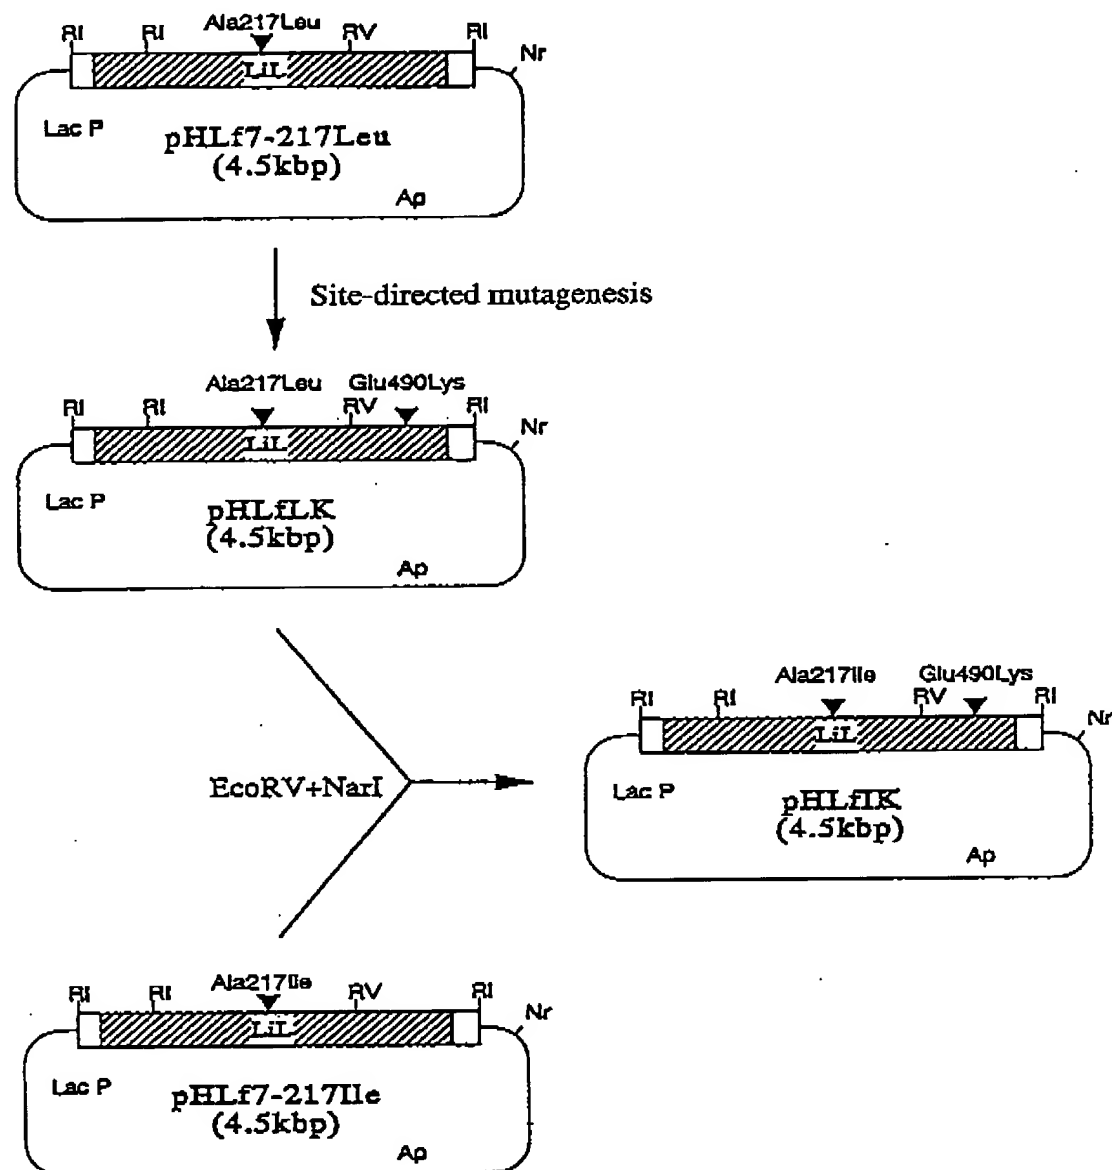 Ala217Leu
RI RI RV RI Nr
LiL
Lac P
pHLf7-217Leu
(4.5kbp)
Ap
Site-directed mutagenesis
Ala217Leu Glu490Lys
RI RI RV RI Nr
LiL
Lac P
pHLfLK
(4.5kbp)
Ap
Ala217Ile Glu490Lys
RI RI RV RI Nr
LiL
EcoRV+NarI
Lac P
pHLfIK
(4.5kbp)
Ap
Ala217Ile
RI RI RV RI Nr
LiL
Lac P
pHLf7-217Ile
(4.5kbp)
Ap